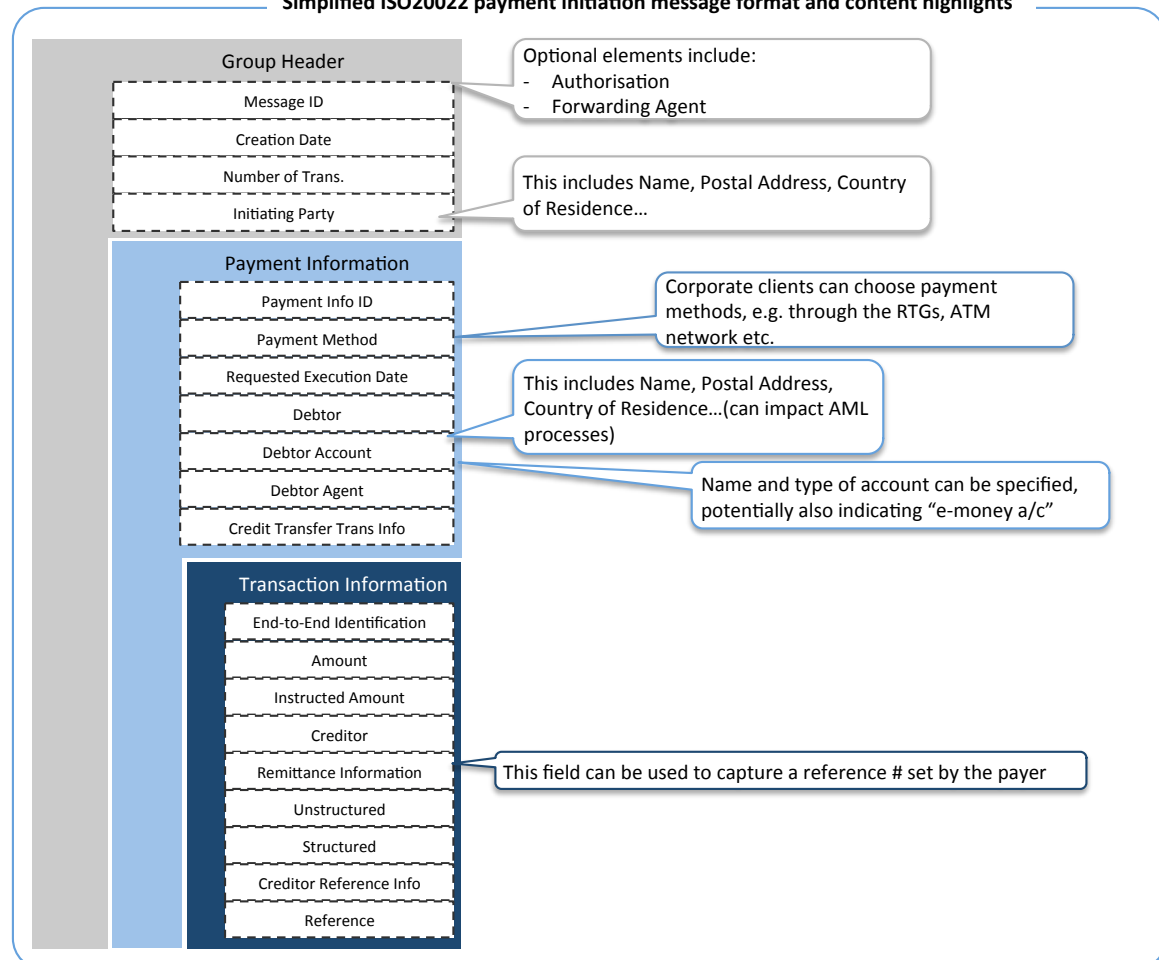 Simplified ISO20022 payment initiation message format and content highlights
Group Header
Message ID
Creation Date
Number of Trans.
Initiating Party
Optional elements include:
- Authorisation
- Forwarding Agent
This includes Name, Postal Address, Country
of Residence…
Payment Information
Payment Info ID
Payment Method
Requested Execution Date
Debtor
Debtor Account
Debtor Agent
Credit Transfer Trans Info
Corporate clients can choose payment
methods, e.g. through the RTGs, ATM
network etc.
This includes Name, Postal Address,
Country of Residence…(can impact AML
processes)
Name and type of account can be specified,
potentially also indicating “e-money a/c”
Transaction Information
End-to-End Identification
Amount
Instructed Amount
Creditor
Remittance Information
Unstructured
Structured
Creditor Reference Info
Reference
This field can be used to capture a reference # set by the payer